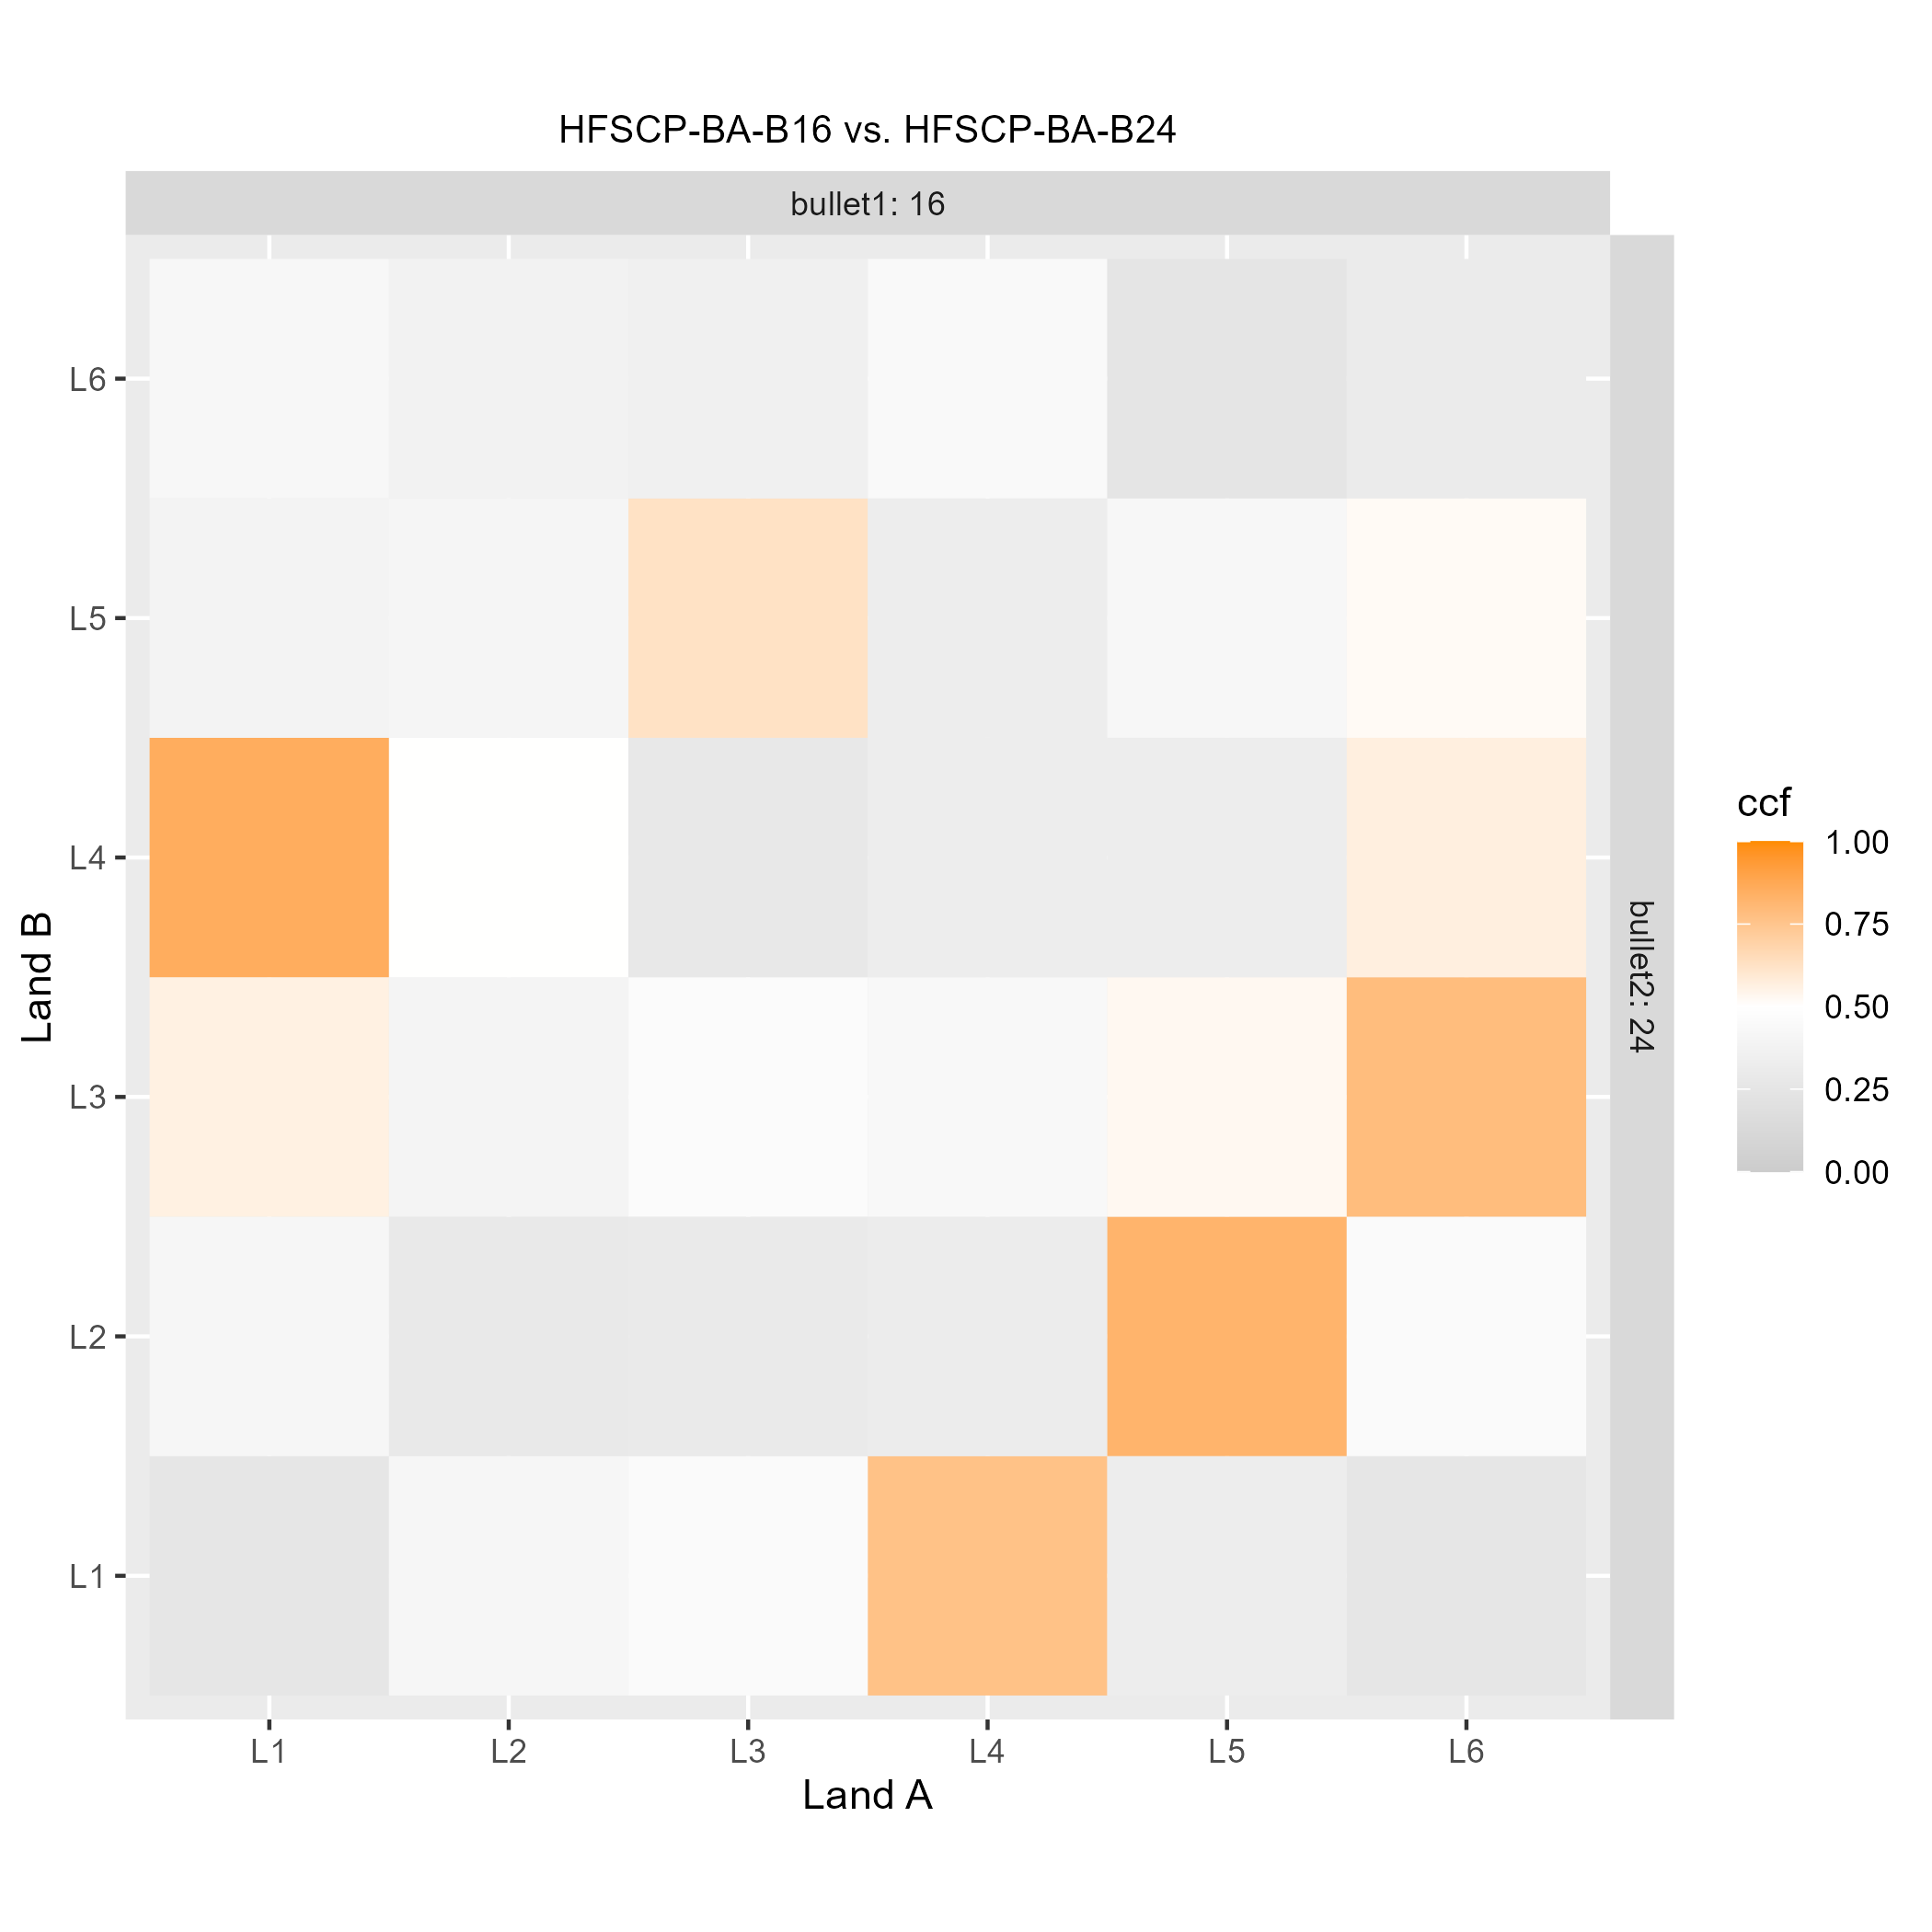 HFSCP-BA-B16 vs. HFSCP-BA-B24
bullet1: 16
L6
L5
L4
L3
L2
L1
Land B
bullet2: 24
L1 L2 L3 L4 L5 L6
Land A
ccf
1.00
0.75
0.50
0.25
0.00